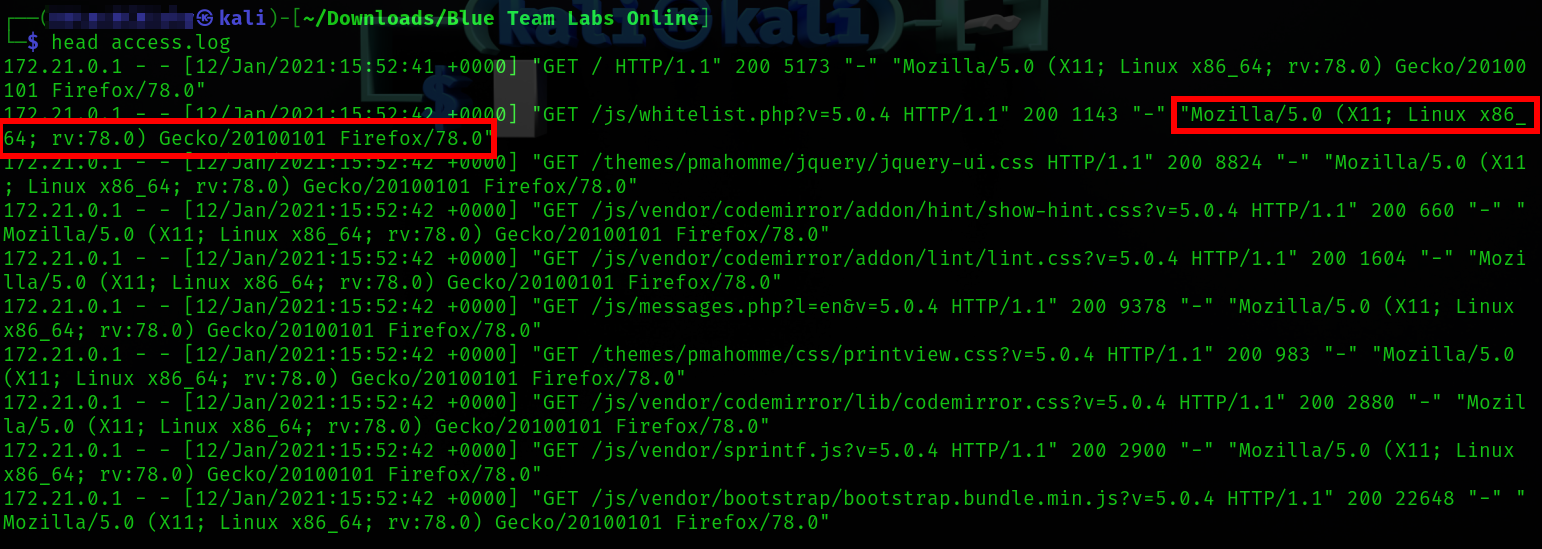 ㉿kali)-[~/Downloads/Blue Team Labs Online]
$ head access.log
172.21.0.1 - - [12/Jan/2021:15:52:41 +0000] "GET / HTTP/1.1" 200 5173 "-" "Mozilla/5.0 (X11; Linux x86_64; rv:78.0) Gecko/20100
101 Firefox/78.0"
172.21.0.1 - - [12/Jan/2021:15:52:42 +0000] "GET /js/whitelist.php?v=5.0.4 HTTP/1.1" 200 1143 "-" "Mozilla/5.0 (X11; Linux x86_
64; rv:78.0) Gecko/20100101 Firefox/78.0"
172.21.0.1 - - [12/Jan/2021:15:52:42 +0000] "GET /themes/pmahomme/jquery/jquery-ui.css HTTP/1.1" 200 8824 "-" "Mozilla/5.0 (X11
; Linux x86_64; rv:78.0) Gecko/20100101 Firefox/78.0"
172.21.0.1 - - [12/Jan/2021:15:52:42 +0000] "GET /js/vendor/codemirror/addon/hint/show-hint.css?v=5.0.4 HTTP/1.1" 200 660 "-" "
Mozilla/5.0 (X11; Linux x86_64; rv:78.0) Gecko/20100101 Firefox/78.0"
172.21.0.1 - - [12/Jan/2021:15:52:42 +0000] "GET /js/vendor/codemirror/addon/lint/lint.css?v=5.0.4 HTTP/1.1" 200 1604 "-" "Mozi
lla/5.0 (X11; Linux x86_64; rv:78.0) Gecko/20100101 Firefox/78.0"
172.21.0.1 - - [12/Jan/2021:15:52:42 +0000] "GET /js/messages.php?l=en&v=5.0.4 HTTP/1.1" 200 9378 "-" "Mozilla/5.0 (X11; Linux
x86_64; rv:78.0) Gecko/20100101 Firefox/78.0"
172.21.0.1 - - [12/Jan/2021:15:52:42 +0000] "GET /themes/pmahomme/css/printview.css?v=5.0.4 HTTP/1.1" 200 983 "-" "Mozilla/5.0
(X11; Linux x86_64; rv:78.0) Gecko/20100101 Firefox/78.0"
172.21.0.1 - - [12/Jan/2021:15:52:42 +0000] "GET /js/vendor/codemirror/lib/codemirror.css?v=5.0.4 HTTP/1.1" 200 2880 "-" "Mozil
la/5.0 (X11; Linux x86_64; rv:78.0) Gecko/20100101 Firefox/78.0"
172.21.0.1 - - [12/Jan/2021:15:52:42 +0000] "GET /js/vendor/sprintf.js?v=5.0.4 HTTP/1.1" 200 2900 "-" "Mozilla/5.0 (X11; Linux
x86_64; rv:78.0) Gecko/20100101 Firefox/78.0"
172.21.0.1 - - [12/Jan/2021:15:52:42 +0000] "GET /js/vendor/bootstrap/bootstrap.bundle.min.js?v=5.0.4 HTTP/1.1" 200 22648 "-" "
Mozilla/5.0 (X11; Linux x86_64; rv:78.0) Gecko/20100101 Firefox/78.0"
(kali㉿kali)-[~]
$